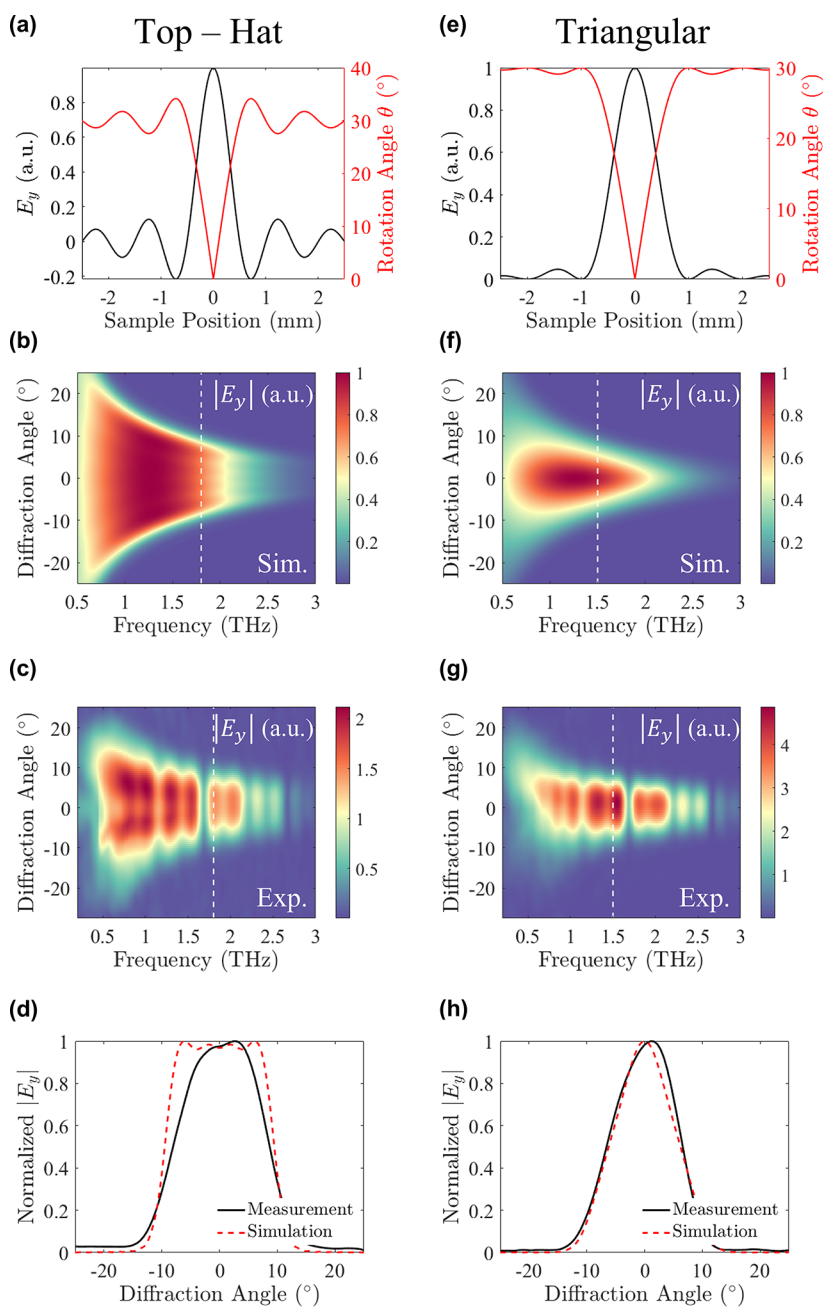 (a)
Top – Hat
0.8
0.6
0.4
0.2
0
-0.2
E_y (a.u.)
40
30
20
10
0
Rotation Angle θ (°)
-2 -1 0 1 2
Sample Position (mm)
(e)
Triangular
1
0.8
0.6
0.4
0.2
0
E_y (a.u.)
30
20
10
0
Rotation Angle θ (°)
-2 -1 0 1 2
Sample Position (mm)
(b)
|E_y| (a.u.)
Sim.
20
10
0
-10
-20
Diffraction Angle (°)
0.5 1 1.5 2 2.5 3
Frequency (THz)
1
0.8
0.6
0.4
0.2
(f)
|E_y| (a.u.)
Sim.
20
10
0
-10
-20
Diffraction Angle (°)
0.5 1 1.5 2 2.5 3
Frequency (THz)
1
0.8
0.6
0.4
0.2
(c)
|E_y| (a.u.)
Exp.
20
10
0
-10
-20
Diffraction Angle (°)
0.5 1 1.5 2 2.5 3
Frequency (THz)
2
1.5
1
0.5
(g)
|E_y| (a.u.)
Exp.
20
10
0
-10
-20
Diffraction Angle (°)
0.5 1 1.5 2 2.5 3
Frequency (THz)
4
3
2
1
(d)
1
0.8
0.6
0.4
0.2
0
Normalized |E_y|
Measurement
Simulation
-20 -10 0 10 20
Diffraction Angle (°)
(h)
1
0.8
0.6
0.4
0.2
0
Normalized |E_y|
Measurement
Simulation
-20 -10 0 10 20
Diffraction Angle (°)